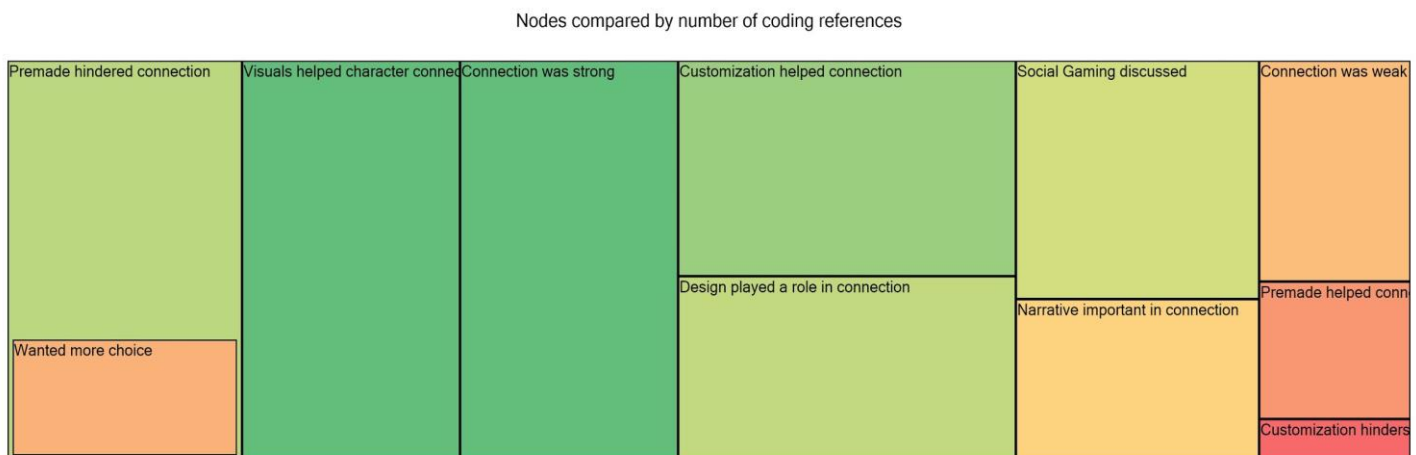 Nodes compared by number of coding references
Premade hindered connection
Wanted more choice
Visuals helped character connec
Connection was strong
Customization helped connection
Design played a role in connection
Social Gaming discussed
Narrative important in connection
Connection was weak
Premade helped conn
Customization hinders